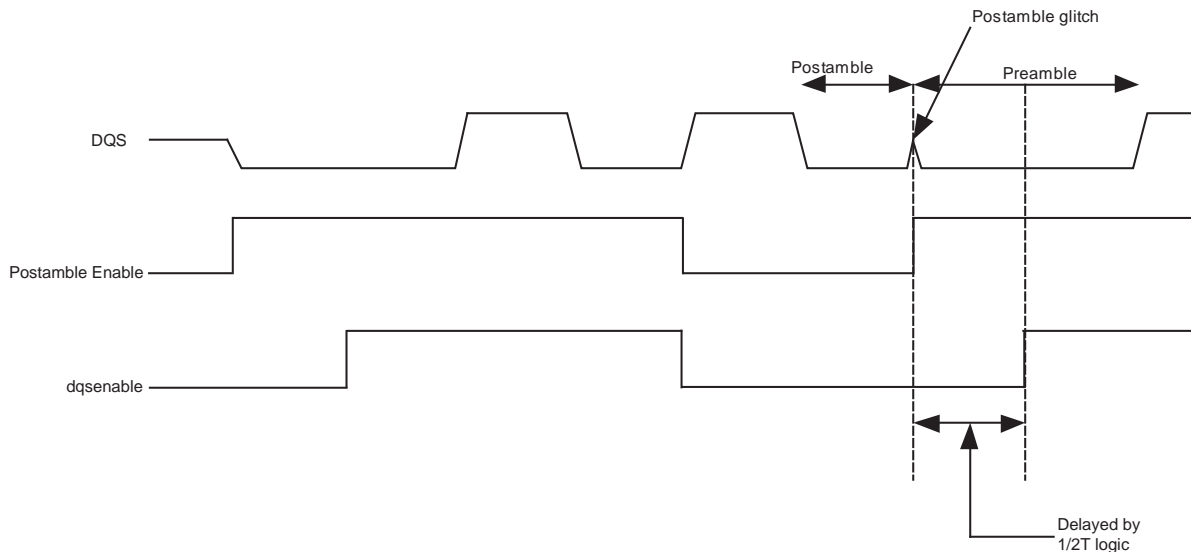 Postamble glitch
Postamble
Preamble
DQS
Postamble Enable
dqsenable
Delayed by
1/2T logic